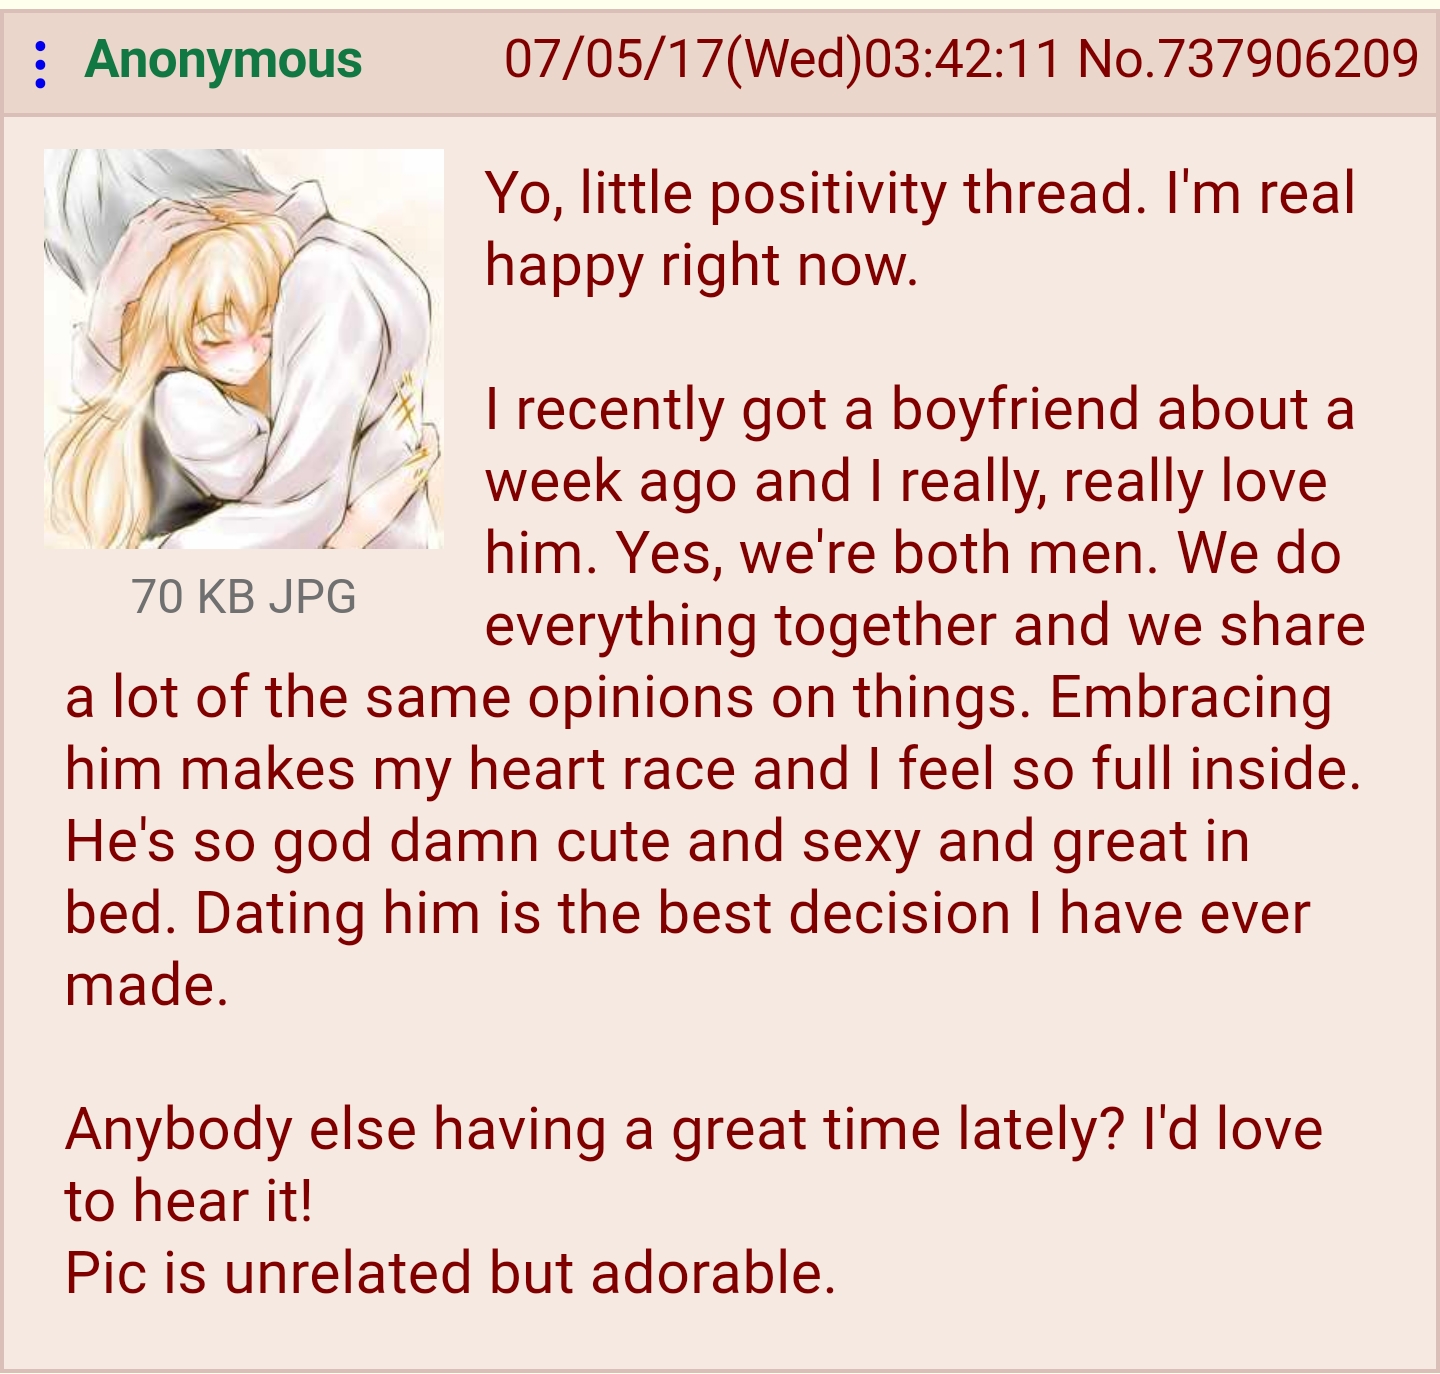 Anonymous 07/05/17(Wed)03:42:11 No.737906209
Yo, little positivity thread. I'm real
happy right now.
I recently got a boyfriend about a
week ago and I really, really love
him. Yes, we're both men. We do
everything together and we share
70 KB JPG
a lot of the same opinions on things. Embracing
him makes my heart race and I feel so full inside.
He's so god damn cute and sexy and great in
bed. Dating him is the best decision I have ever
made.
Anybody else having a great time lately? I'd love
to hear it!
Pic is unrelated but adorable.